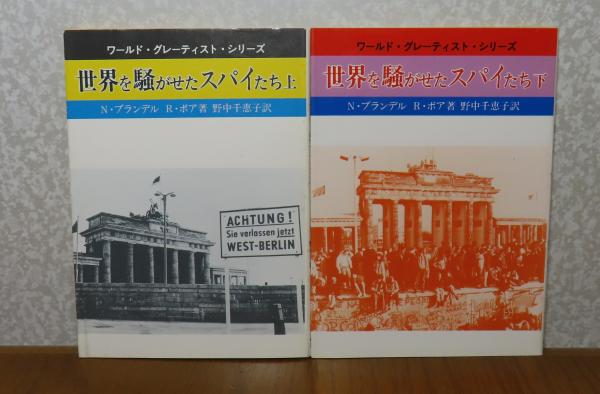 ワールド・グレーティスト・シリーズ
世界を騒がせたスパイたち上
N・ブランデル R・ボア著 野中千恵子訳
ACHTUNG!
Sie verlassen jetzt
WEST-BERLIN
ワールド・グレーティスト・シリーズ
世界を騒がせたスパイたち下
N・ブランデル R・ボア著 野中千恵子訳